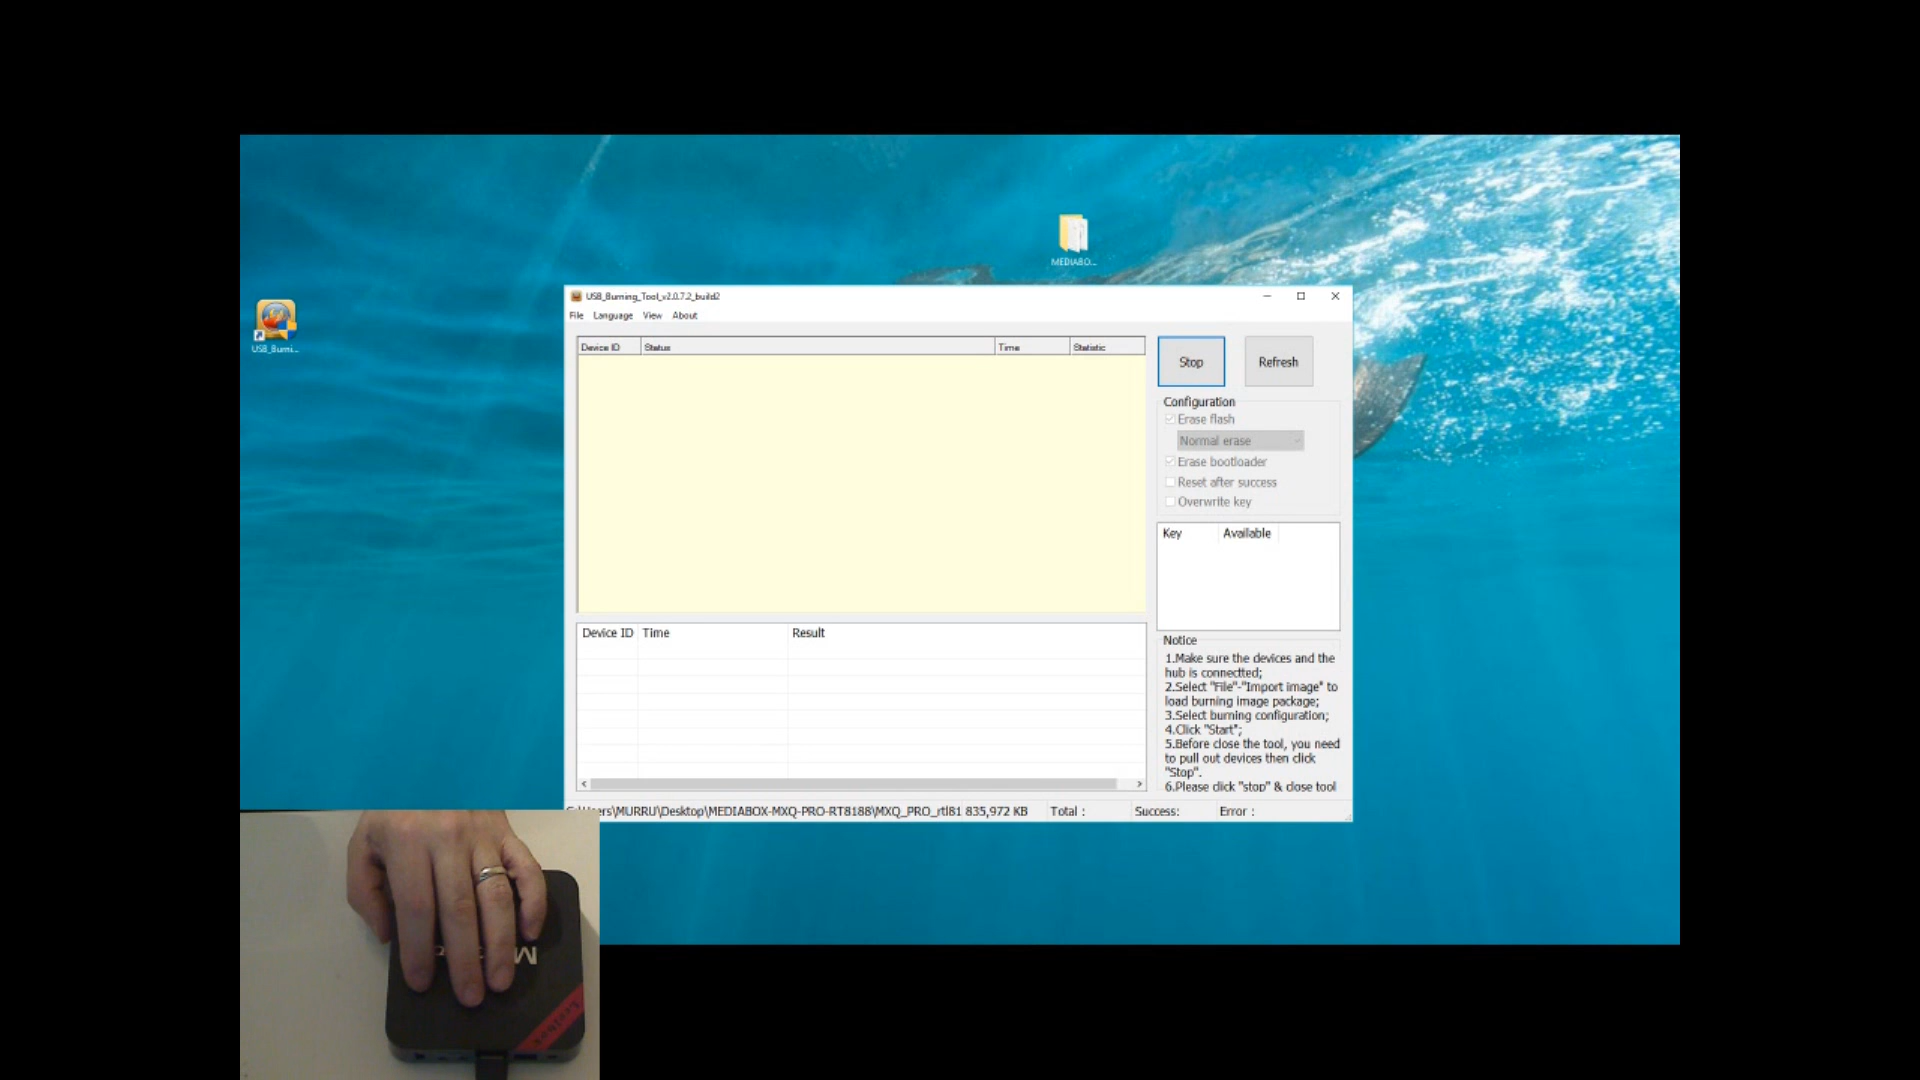 MEDIABO...
USB_Burning_Tool_v2.0.7.2_build2
File Language View About
USB_Burni...
Device ID Status Time Statistic
Stop Refresh
Configuration
Erase flash
Normal erase
Erase bootloader
Reset after success
Overwrite key
Key Available
Device ID Time Result
Notice
1.Make sure the devices and the
hub is connectted;
2.Select "File"-"Import image" to
load burning image package;
3.Select burning configuration;
4.Click "Start";
5.Before close the tool, you need
to pull out devices then click
"Stop".
6.Please click "stop" & close tool
ers\MURRU\Desktop\MEDIABOX-MXQ-PRO-RT8188\MXQ_PRO_rtl81 835,972 KB Total : Success: Error :